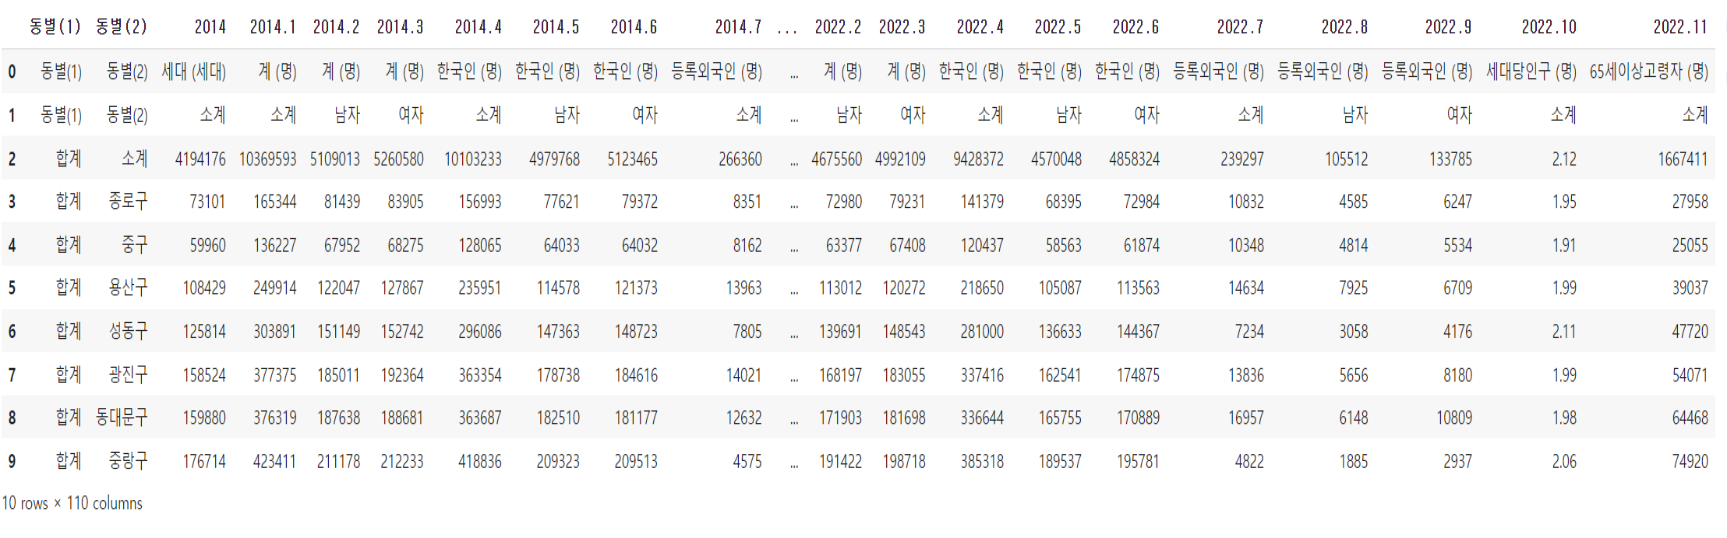 동별(1) 동별(2) 2014 2014.1 2014.2 2014.3 2014.4 2014.5 2014.6 2014.7 ... 2022.2 2022.3 2022.4 2022.5 2022.6 2022.7 2022.8 2022.9 2022.10 2022.11
0 동별(1) 동별(2) 세대 (세대) 계 (명) 계 (명) 계 (명) 한국인 (명) 한국인 (명) 한국인 (명) 등록외국인 (명) ... 계 (명) 계 (명) 한국인 (명) 한국인 (명) 한국인 (명) 등록외국인 (명) 등록외국인 (명) 등록외국인 (명) 세대당인구 (명) 65세이상고령자 (명)
1 동별(1) 동별(2) 소계 소계 남자 여자 소계 남자 여자 소계 ... 남자 여자 소계 남자 여자 소계 남자 여자 소계 소계
2 합계 소계 4194176 10369593 5109013 5260580 10103233 4979768 5123465 266360 ... 4675560 4992109 9428372 4570048 4858324 239297 105512 133785 2.12 1667411
3 합계 종로구 73101 165344 81439 83905 156993 77621 79372 8351 ... 72980 79231 141379 68395 72984 10832 4585 6247 1.95 27958
4 합계 중구 59960 136227 67952 68275 128065 64033 64032 8162 ... 63377 67408 120437 58563 61874 10348 4814 5534 1.91 25055
5 합계 용산구 108429 249914 122047 127867 235951 114578 121373 13963 ... 113012 120272 218650 105087 113563 14634 7925 6709 1.99 39037
6 합계 성동구 125814 303891 151149 152742 296086 147363 148723 7805 ... 139691 148543 281000 136633 144367 7234 3058 4176 2.11 47720
7 합계 광진구 158524 377375 185011 192364 363354 178738 184616 14021 ... 168197 183055 337416 162541 174875 13836 5656 8180 1.99 54071
8 합계 동대문구 159880 376319 187638 188681 363687 182510 181177 12632 ... 171903 181698 336644 165755 170889 16957 6148 10809 1.98 64468
9 합계 중랑구 176714 423411 211178 212233 418836 209323 209513 4575 ... 191422 198718 385318 189537 195781 4822 1885 2937 2.06 74920
10 rows × 110 columns